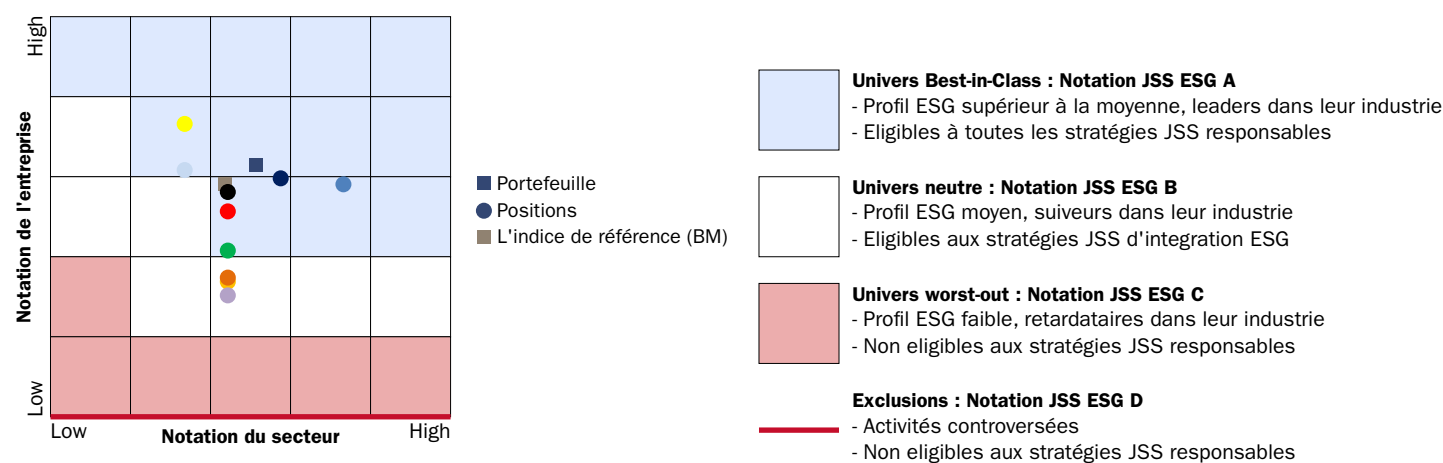 High
Notation de l'entreprise
Low
Low
Notation du secteur
High
Portefeuille
Positions
L'indice de référence (BM)
Univers Best-in-Class : Notation JSS ESG A
- Profil ESG supérieur à la moyenne, leaders dans leur industrie
- Eligibles à toutes les stratégies JSS responsables
Univers neutre : Notation JSS ESG B
- Profil ESG moyen, suiveurs dans leur industrie
- Eligibles aux stratégies JSS d'integration ESG
Univers worst-out : Notation JSS ESG C
- Profil ESG faible, retardataires dans leur industrie
- Non eligibles aux stratégies JSS responsables
Exclusions : Notation JSS ESG D
- Activités controversées
- Non eligibles aux stratégies JSS responsables